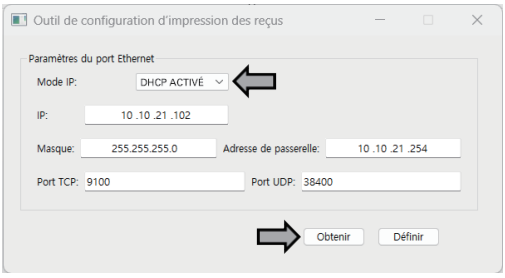 Outil de configuration d'impression des reçus
Paramètres du port Ethernet
Mode IP: DHCP ACTIVÉ
IP: 10 .10 .21 .102
Masque: 255.255.255.0 Adresse de passerelle: 10 .10 .21 .254
Port TCP: 9100 Port UDP: 38400
Obtenir Définir